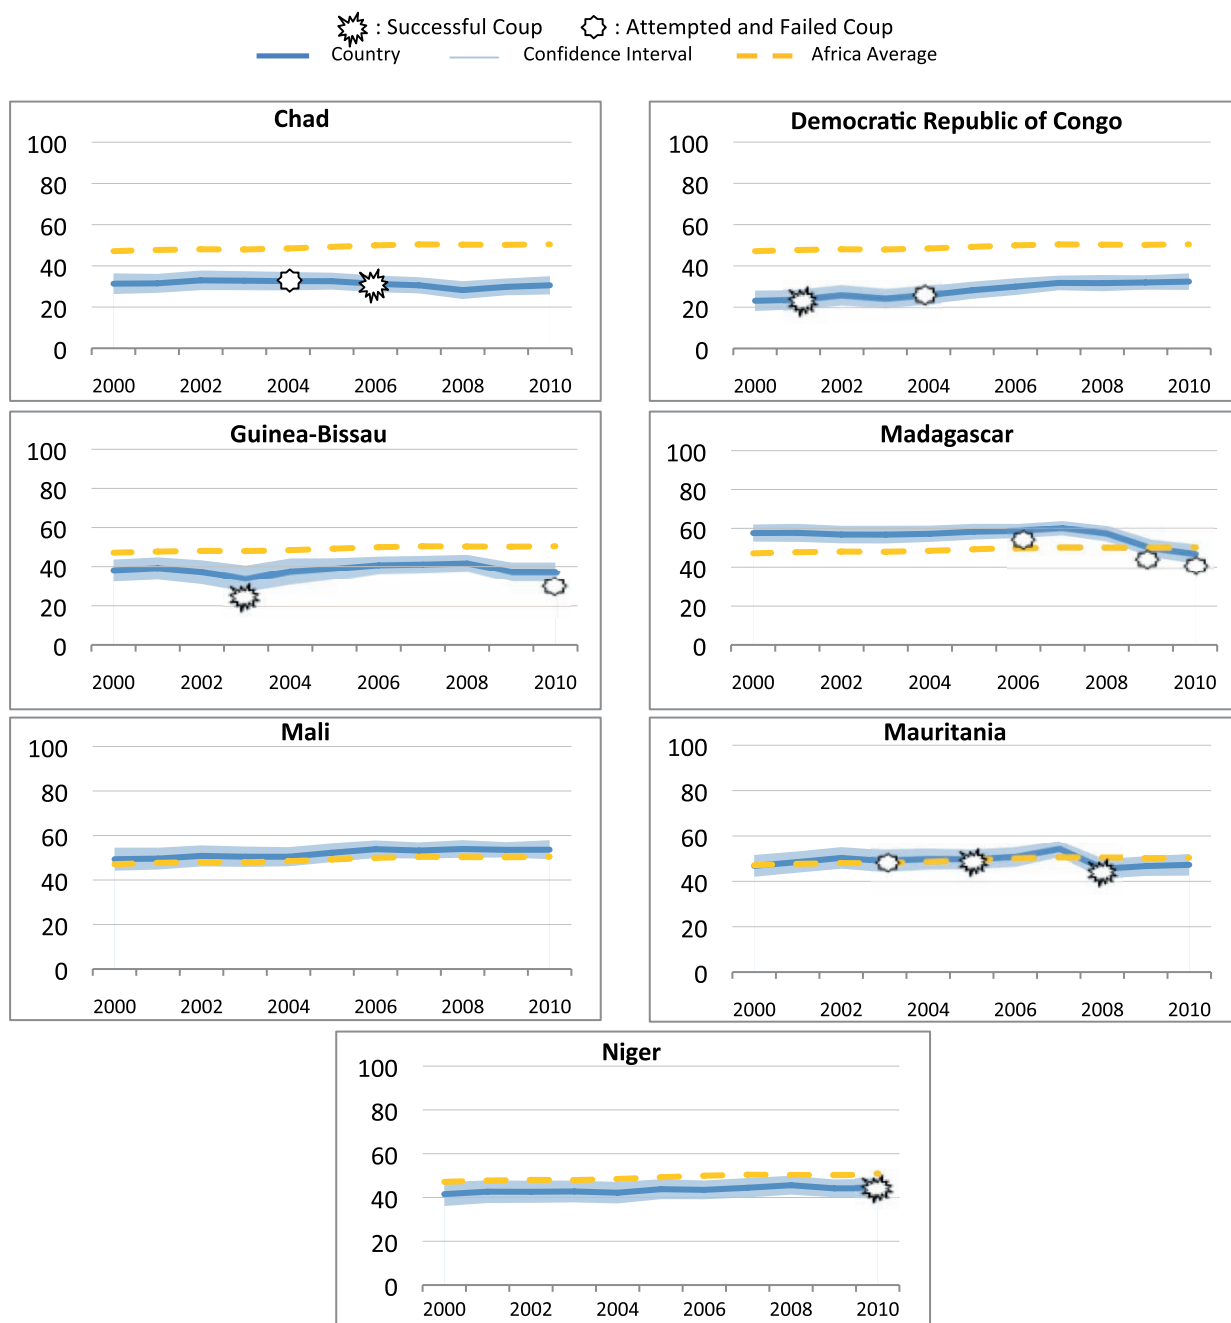 : Successful Coup : Attempted and Failed Coup
Country Confidence Interval Africa Average
Chad
100
80
60
40
20
0
2000 2002 2004 2006 2008 2010
Democratic Republic of Congo
100
80
60
40
20
0
2000 2002 2004 2006 2008 2010
Guinea-Bissau
100
80
60
40
20
0
2000 2002 2004 2006 2008 2010
Madagascar
100
80
60
40
20
0
2000 2002 2004 2006 2008 2010
Mali
100
80
60
40
20
0
2000 2002 2004 2006 2008 2010
Mauritania
100
80
60
40
20
0
2000 2002 2004 2006 2008 2010
Niger
100
80
60
40
20
0
2000 2002 2004 2006 2008 2010